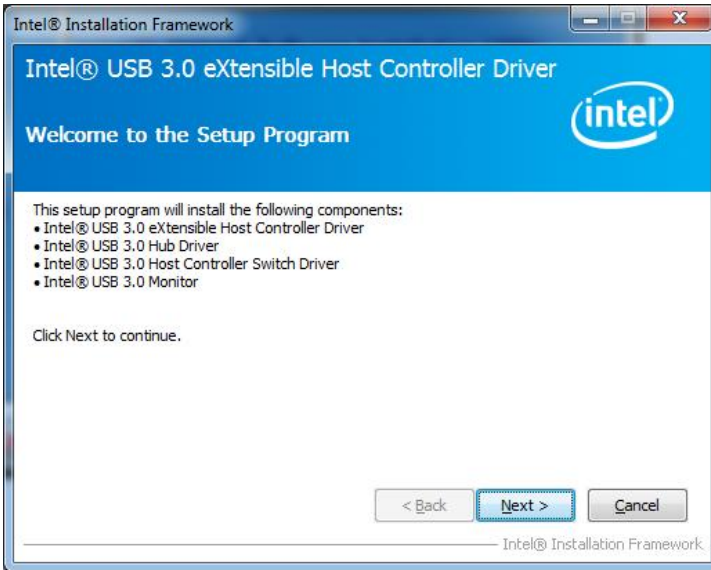 Intel® Installation Framework
Intel® USB 3.0 eXtensible Host Controller Driver
intel
Welcome to the Setup Program
This setup program will install the following components:
• Intel® USB 3.0 eXtensible Host Controller Driver
• Intel® USB 3.0 Hub Driver
• Intel® USB 3.0 Host Controller Switch Driver
• Intel® USB 3.0 Monitor
Click Next to continue.
< Back Next > Cancel
Intel® Installation Framework